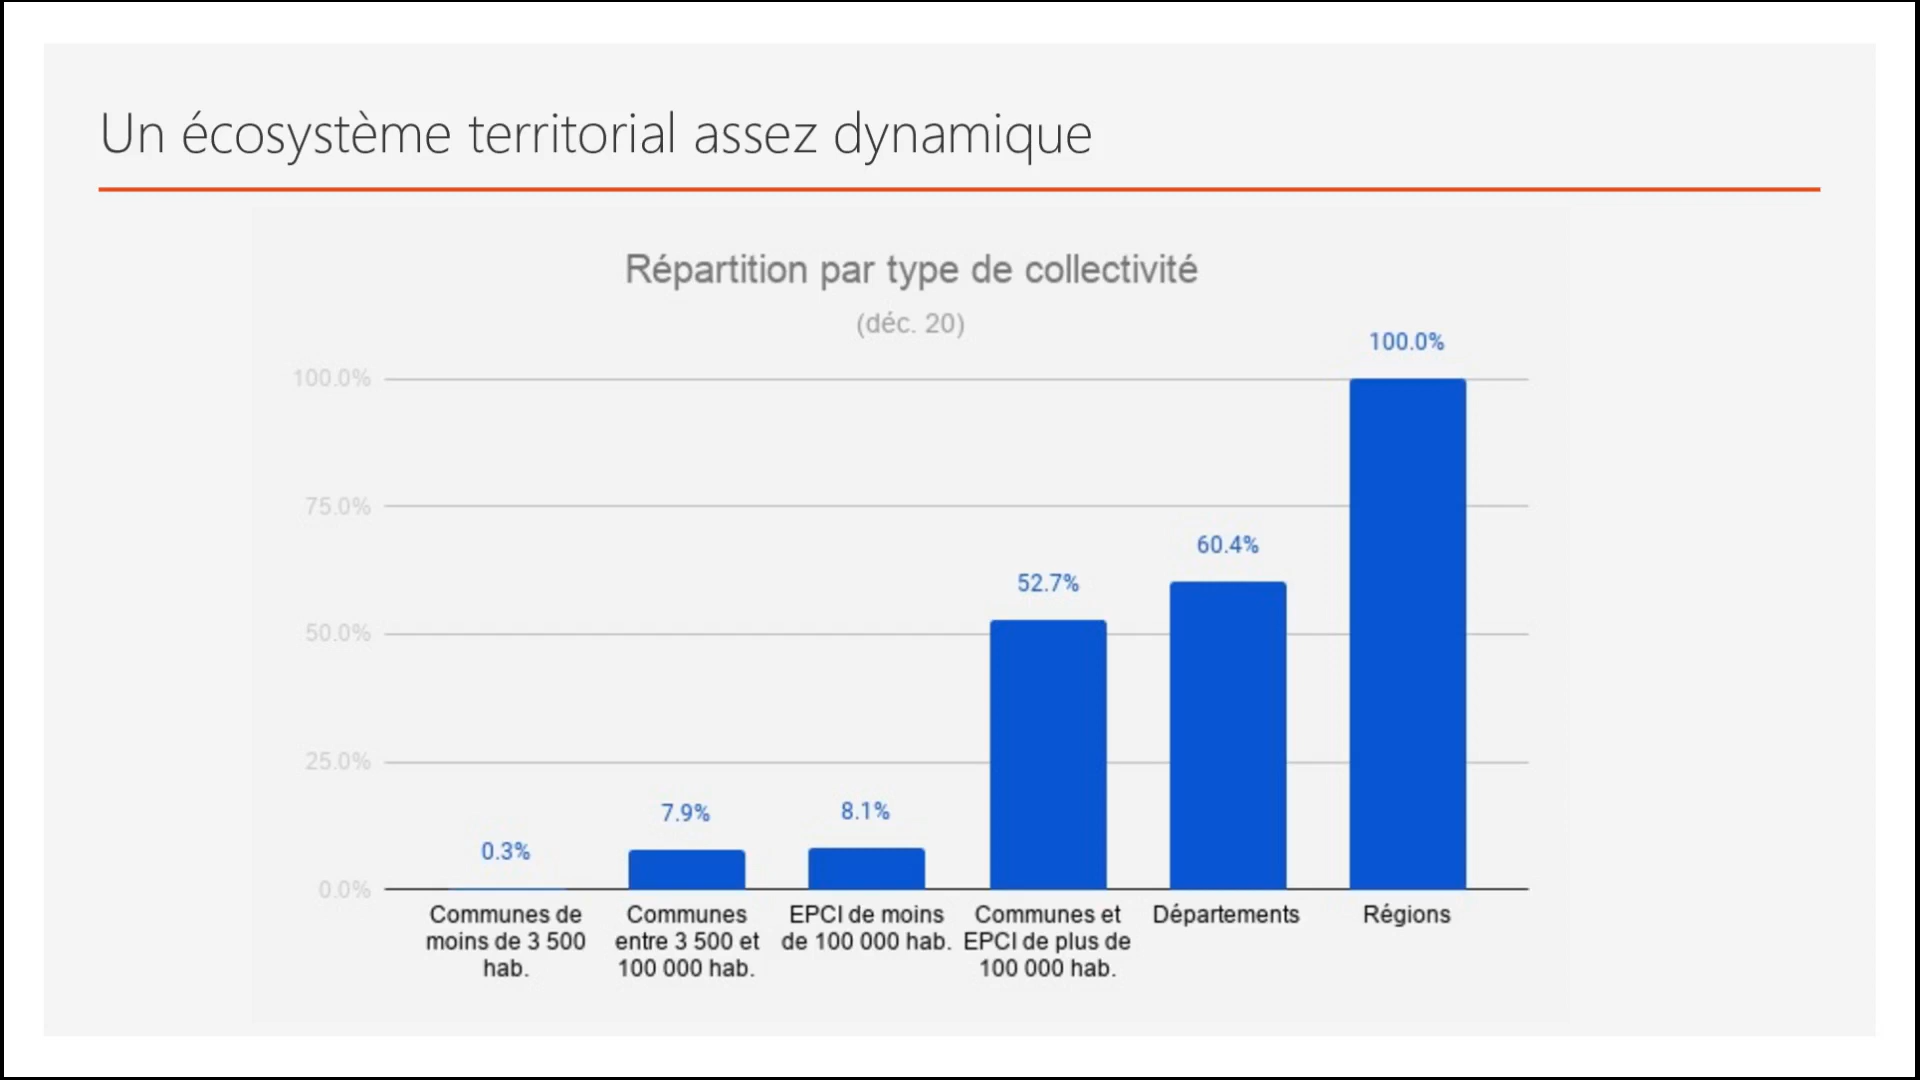 Un écosystème territorial assez dynamique
Répartition par type de collectivité
(déc. 20)
100.0%
75.0%
50.0%
25.0%
0.0%
0.3%
7.9%
8.1%
52.7%
60.4%
100.0%
Communes de
moins de 3 500
hab.
Communes
entre 3 500 et
100 000 hab.
EPCI de moins
de 100 000 hab.
Communes et
EPCI de plus de
100 000 hab.
Départements
Régions